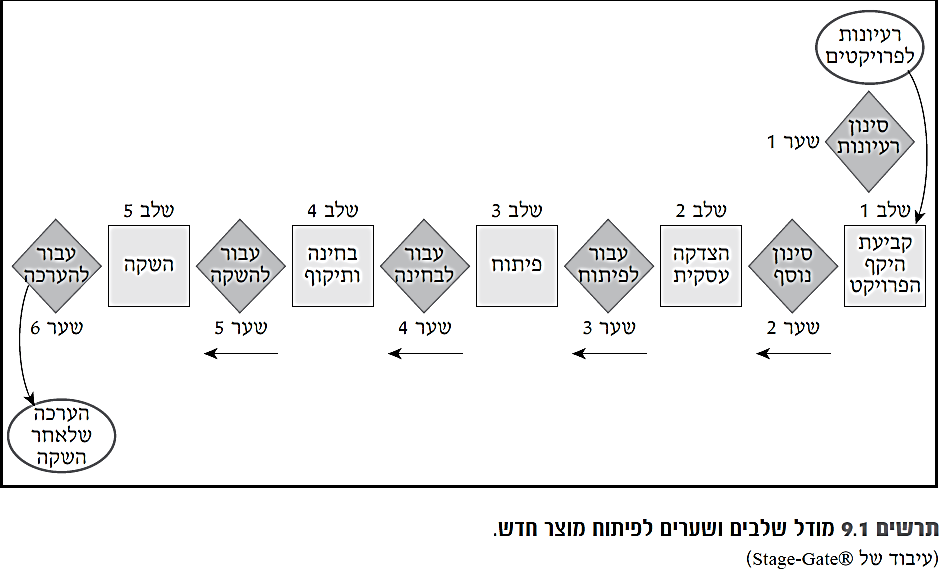 רעיונות
לפרויקטים
סינון
רעיונות
שער 1
שלב 1
קביעת
היקף
הפרויקט
סינון
נוסף
שער 2
שלב 2
הצדקה
עסקית
עבור
לפיתוח
שער 3
שלב 3
פיתוח
עבור
לבחינה
שער 4
שלב 4
בחינה
ותיקוף
עבור
להשקה
שער 5
שלב 5
השקה
עבור
להערכה
שער 6
הערכה
שלאחר
השקה
תרשים 9.1 מודל שלבים ושערים לפיתוח מוצר חדש.
(עיבוד של Stage-Gate®)